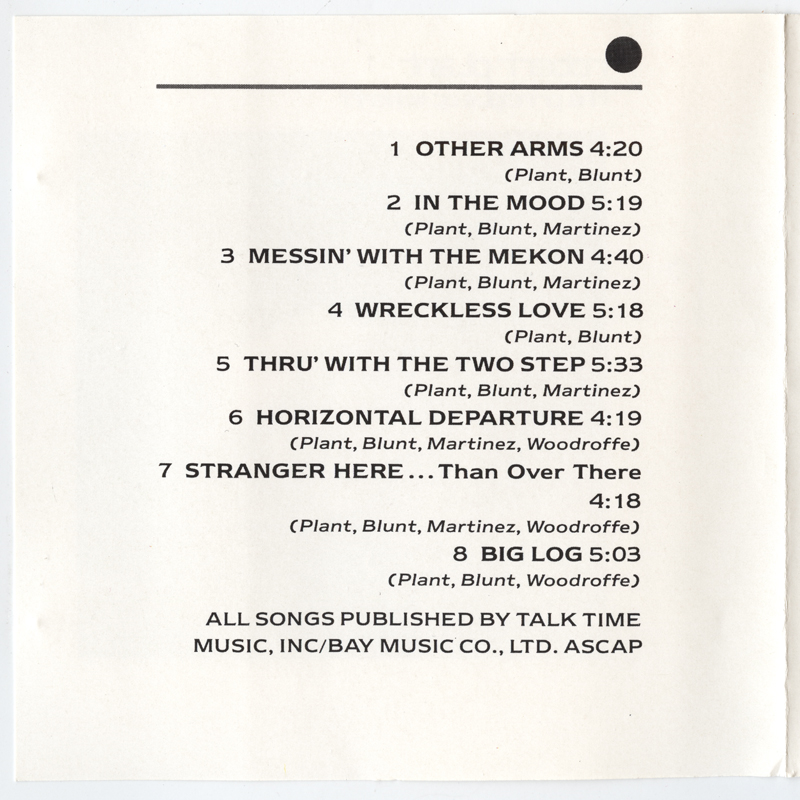 1 OTHER ARMS 4:20
(Plant, Blunt)
2 IN THE MOOD 5:19
(Plant, Blunt, Martinez)
3 MESSIN' WITH THE MEKON 4:40
(Plant, Blunt, Martinez)
4 WRECKLESS LOVE 5:18
(Plant, Blunt)
5 THRU' WITH THE TWO STEP 5:33
(Plant, Blunt, Martinez)
6 HORIZONTAL DEPARTURE 4:19
(Plant, Blunt, Martinez, Woodroffe)
7 STRANGER HERE...Than Over There
4:18
(Plant, Blunt, Martinez, Woodroffe)
8 BIG LOG 5:03
(Plant, Blunt, Woodroffe)
ALL SONGS PUBLISHED BY TALK TIME
MUSIC, INC/BAY MUSIC CO., LTD. ASCAP